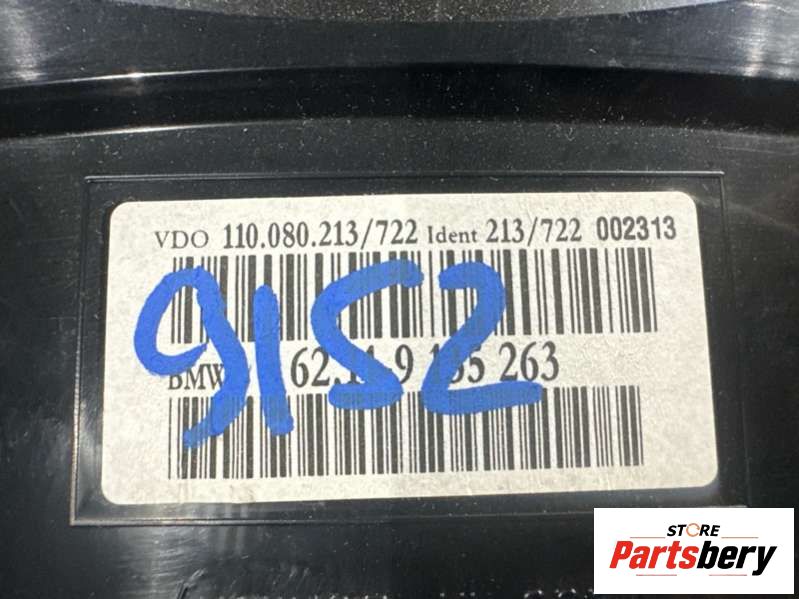 VDO 110.080.213/722 Ident 213/722 002313
9152
BMW 62.11 9 135 263
STORE
Partsbery